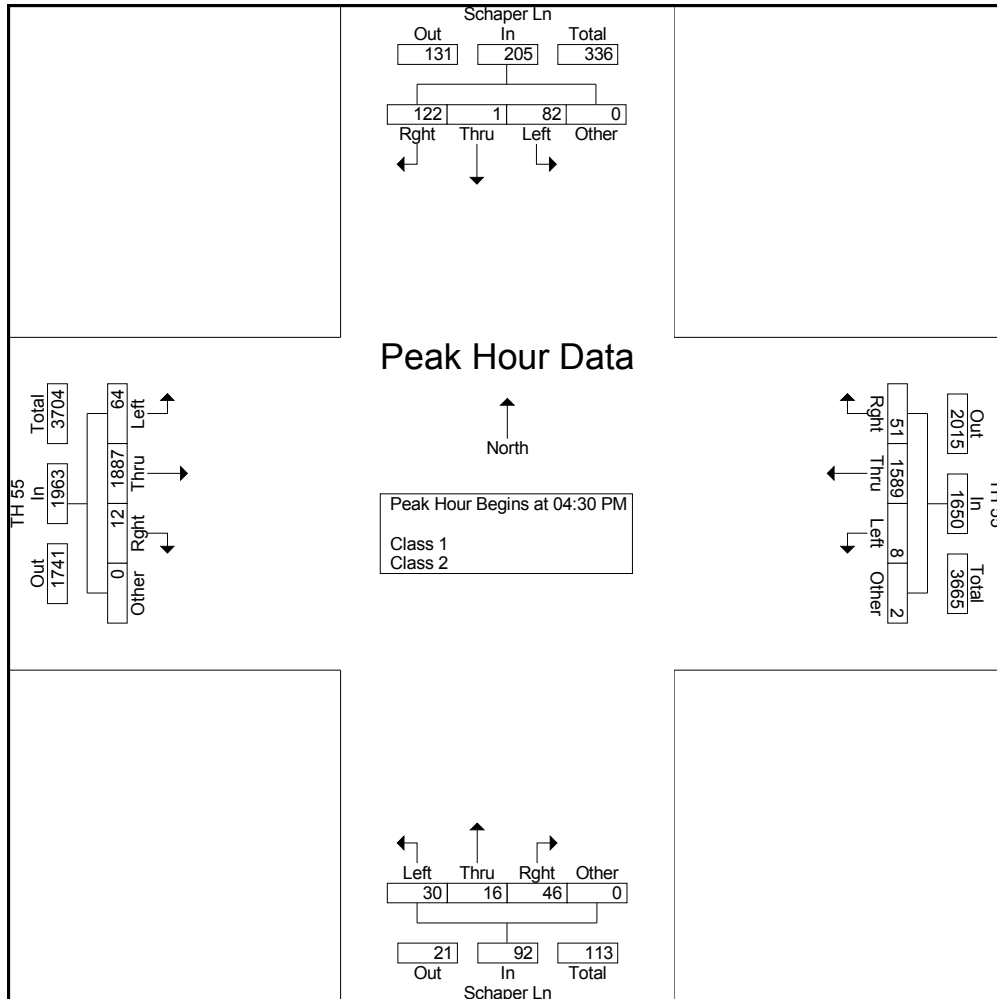 Schaper Ln
Out In Total
131 205 336
122 1 82 0
Rght Thru Left Other
Peak Hour Data
North
Peak Hour Begins at 04:30 PM
Class 1
Class 2
TH 55
Total In Out
3704 1963 1741
64 1887 12 0
Left Thru Rght Other
Out In Total
2015 1650 3665
51 1589 8 2
Rght Thru Left Other
Left Thru Rght Other
30 16 46 0
21 92 113
Out In Total
Schaper Ln